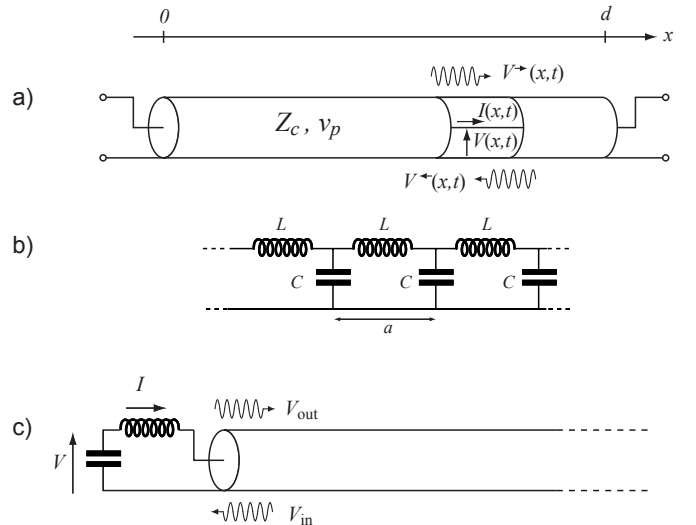 0 d
x
V→(x,t)
a)
Z_c , v_p
I(x,t)
V(x,t)
V←(x,t)
b)
L L L
C C C
a
c)
I
V_out
V
V_in